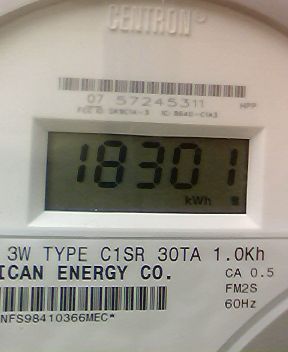 CENTRON
07 57245311 HPP
18301
kWh
3W TYPE C1SR 30TA 1.0Kh
ICAN ENERGY CO. CA 0.5
FM2S
60Hz
NFS98410366MEC*